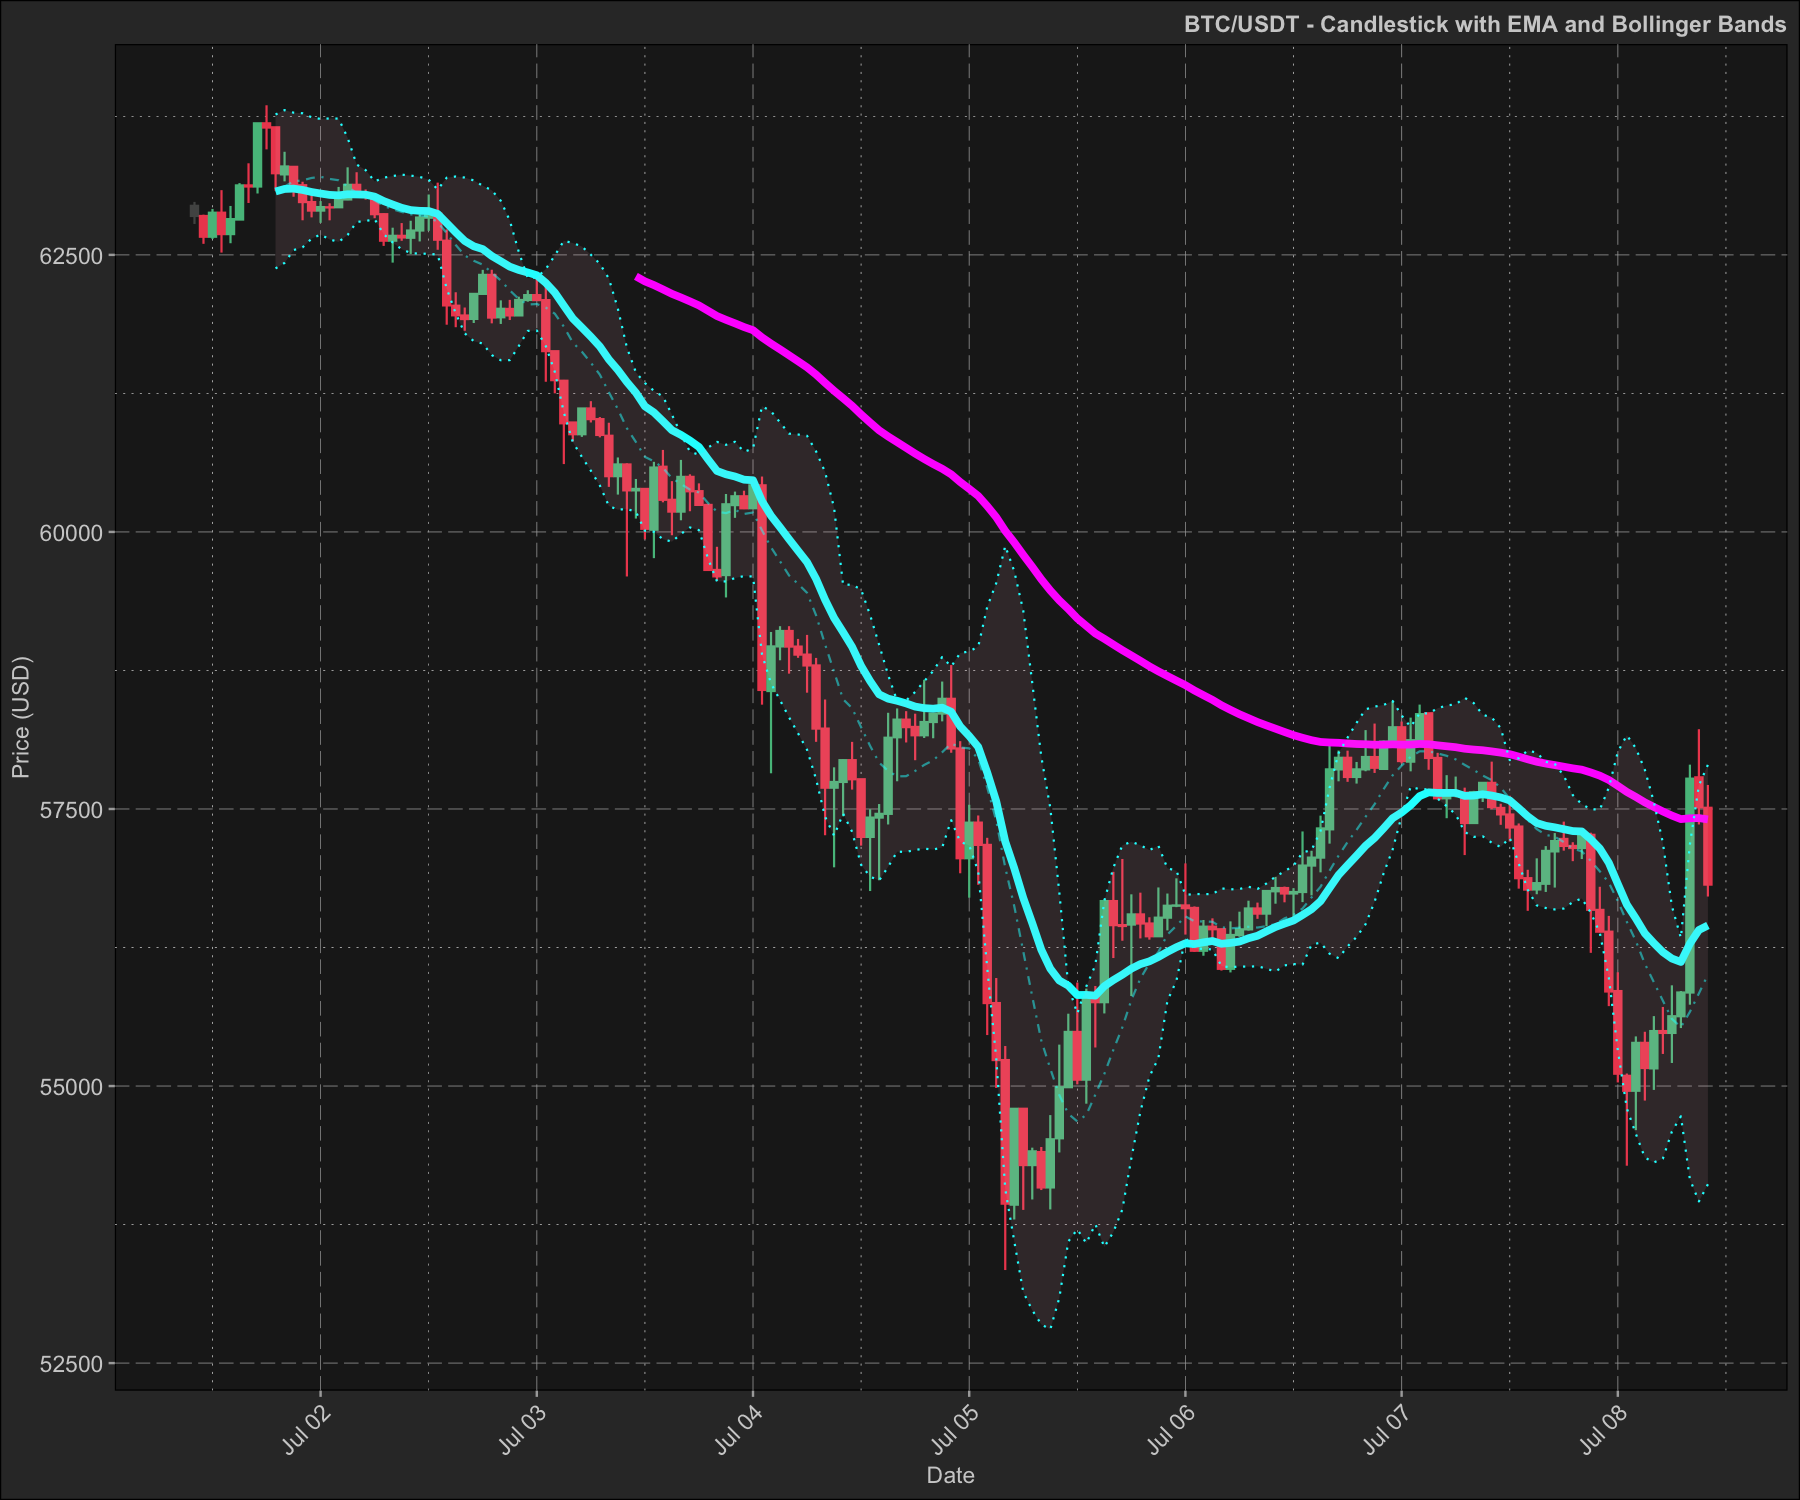 BTC/USDT - Candlestick with EMA and Bollinger Bands
Price (USD)
62500
60000
57500
55000
52500
Jul 02
Jul 03
Jul 04
Jul 05
Jul 06
Jul 07
Jul 08
Date